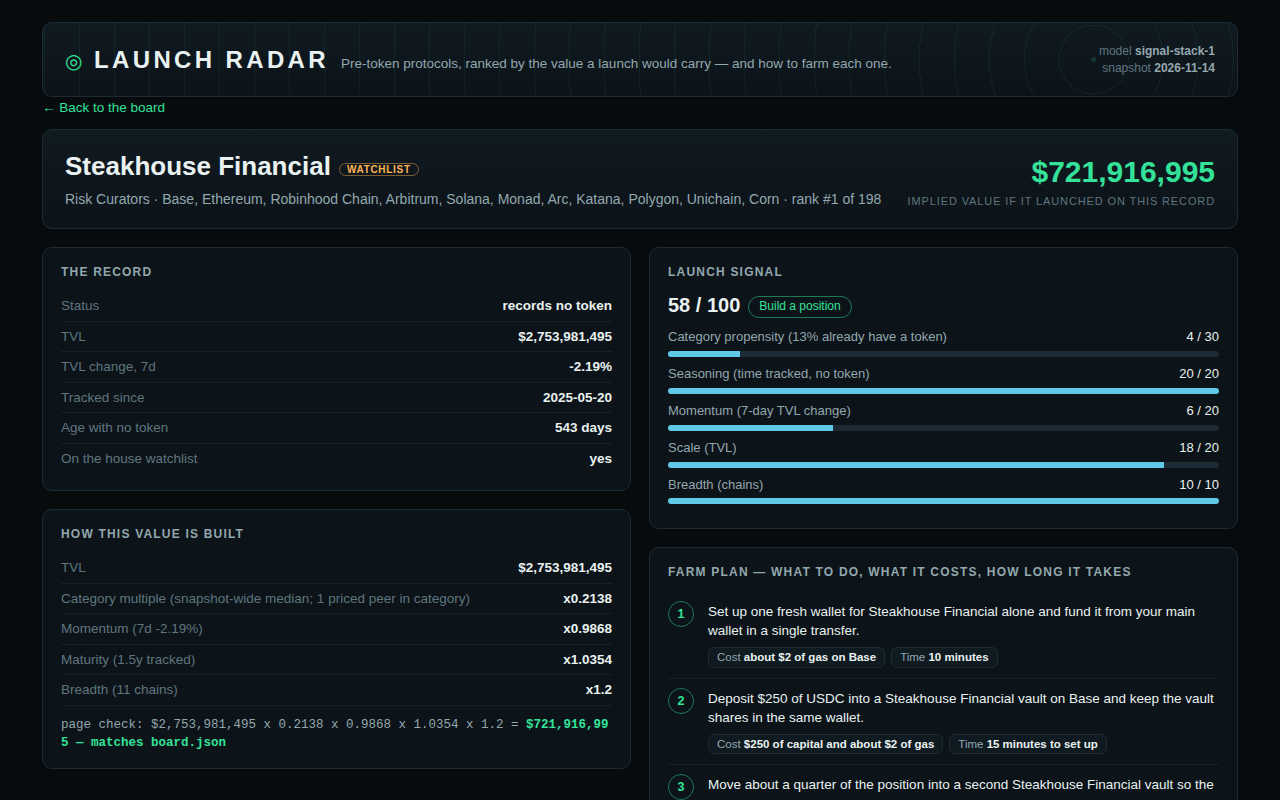 ◎ LAUNCH RADAR Pre-token protocols, ranked by the value a launch would carry — and how to farm each one.
model signal-stack-1
snapshot 2026-11-14
← Back to the board
Steakhouse Financial WATCHLIST
Risk Curators · Base, Ethereum, Robinhood Chain, Arbitrum, Solana, Monad, Arc, Katana, Polygon, Unichain, Corn · rank #1 of 198
$721,916,995
IMPLIED VALUE IF IT LAUNCHED ON THIS RECORD
THE RECORD
Status records no token
TVL $2,753,981,495
TVL change, 7d -2.19%
Tracked since 2025-05-20
Age with no token 543 days
On the house watchlist yes
HOW THIS VALUE IS BUILT
TVL $2,753,981,495
Category multiple (snapshot-wide median; 1 priced peer in category) x0.2138
Momentum (7d -2.19%) x0.9868
Maturity (1.5y tracked) x1.0354
Breadth (11 chains) x1.2
page check: $2,753,981,495 x 0.2138 x 0.9868 x 1.0354 x 1.2 = $721,916,99
5 — matches board.json
LAUNCH SIGNAL
58 / 100 Build a position
Category propensity (13% already have a token) 4 / 30
Seasoning (time tracked, no token) 20 / 20
Momentum (7-day TVL change) 6 / 20
Scale (TVL) 18 / 20
Breadth (chains) 10 / 10
FARM PLAN — WHAT TO DO, WHAT IT COSTS, HOW LONG IT TAKES
1 Set up one fresh wallet for Steakhouse Financial alone and fund it from your main
wallet in a single transfer.
Cost about $2 of gas on Base Time 10 minutes
2 Deposit $250 of USDC into a Steakhouse Financial vault on Base and keep the vault
shares in the same wallet.
Cost $250 of capital and about $2 of gas Time 15 minutes to set up
3 Move about a quarter of the position into a second Steakhouse Financial vault so the